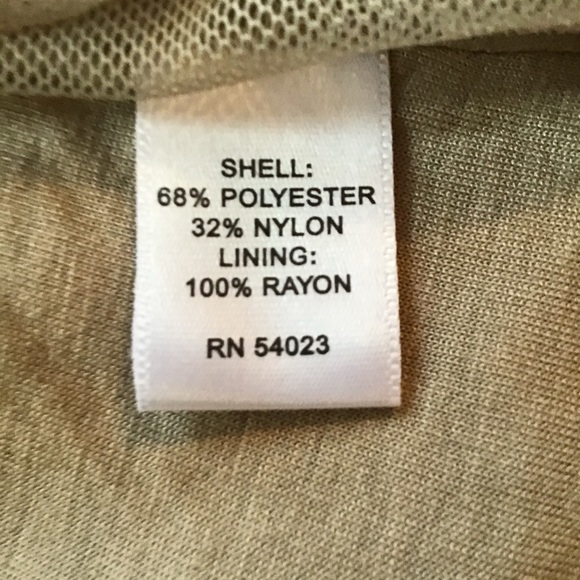 SHELL:
68% POLYESTER
32% NYLON
LINING:
100% RAYON
RN 54023